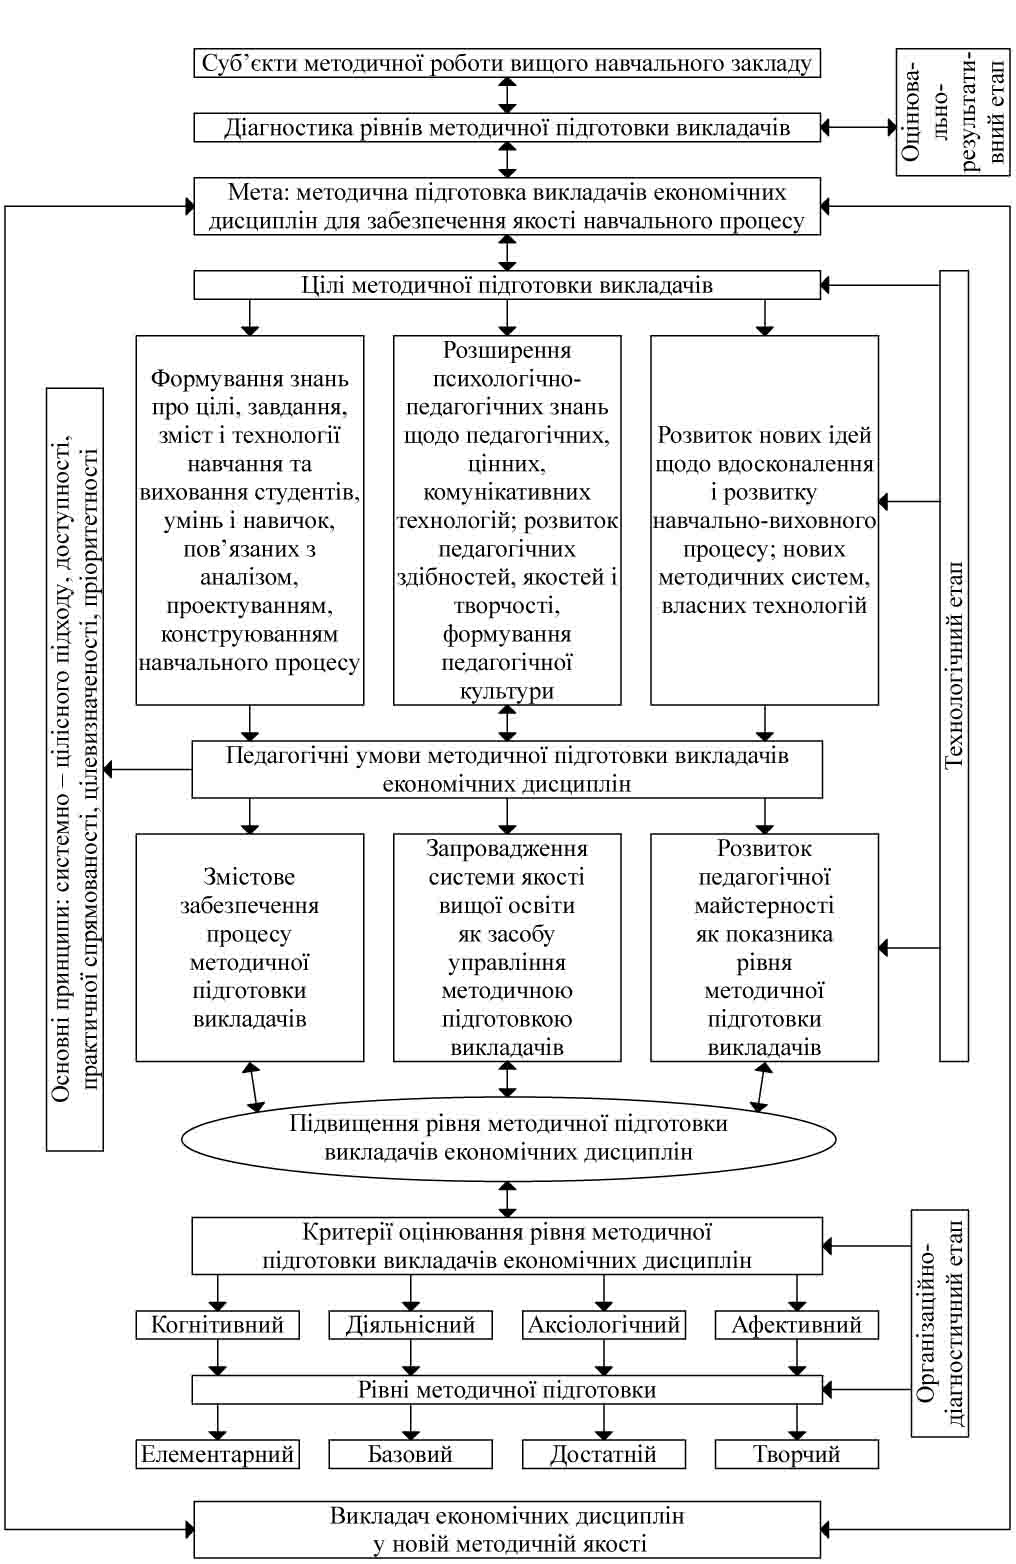 Суб’єкти методичної роботи вищого навчального закладу
Оцінюва-
льно-
результати-
вний етап
Діагностика рівнів методичної підготовки викладачів
Мета: методична підготовка викладачів економічних
дисциплін для забезпечення якості навчального процесу
Цілі методичної підготовки викладачів
Формування знань
про цілі, завдання,
зміст і технології
навчання та
виховання студентів,
умінь і навичок,
пов’язаних з
аналізом,
проектуванням,
конструюванням
навчального процесу
Розширення
психологічно-
педагогічних знань
щодо педагогічних,
цінних,
комунікативних
технологій; розвиток
педагогічних
здібностей, якостей і
творчості,
формування
педагогічної
культури
Розвиток нових ідей
щодо вдосконалення
і розвитку
навчально-виховного
процесу; нових
методичних систем,
власних технологій
Технологічний етап
Основні принципи: системно – цілісного підходу, доступності,
практичної спрямованості, цілевизначеності, пріоритетності
Педагогічні умови методичної підготовки викладачів
економічних дисциплін
Змістове
забезпечення
процесу
методичної
підготовки
викладачів
Запровадження
системи якості
вищої освіти
як засобу
управління
методичною
підготовкою
викладачів
Розвиток
педагогічної
майстерності
як показника
рівня
методичної
підготовки
викладачів
Підвищення рівня методичної підготовки
викладачів економічних дисциплін
Критерії оцінювання рівня методичної
підготовки викладачів економічних дисциплін
Організаційно-
діагностичний етап
Когнітивний
Діяльнісний
Аксіологічний
Афективний
Рівні методичної підготовки
Елементарний
Базовий
Достатній
Творчий
Викладач економічних дисциплін
у новій методичній якості